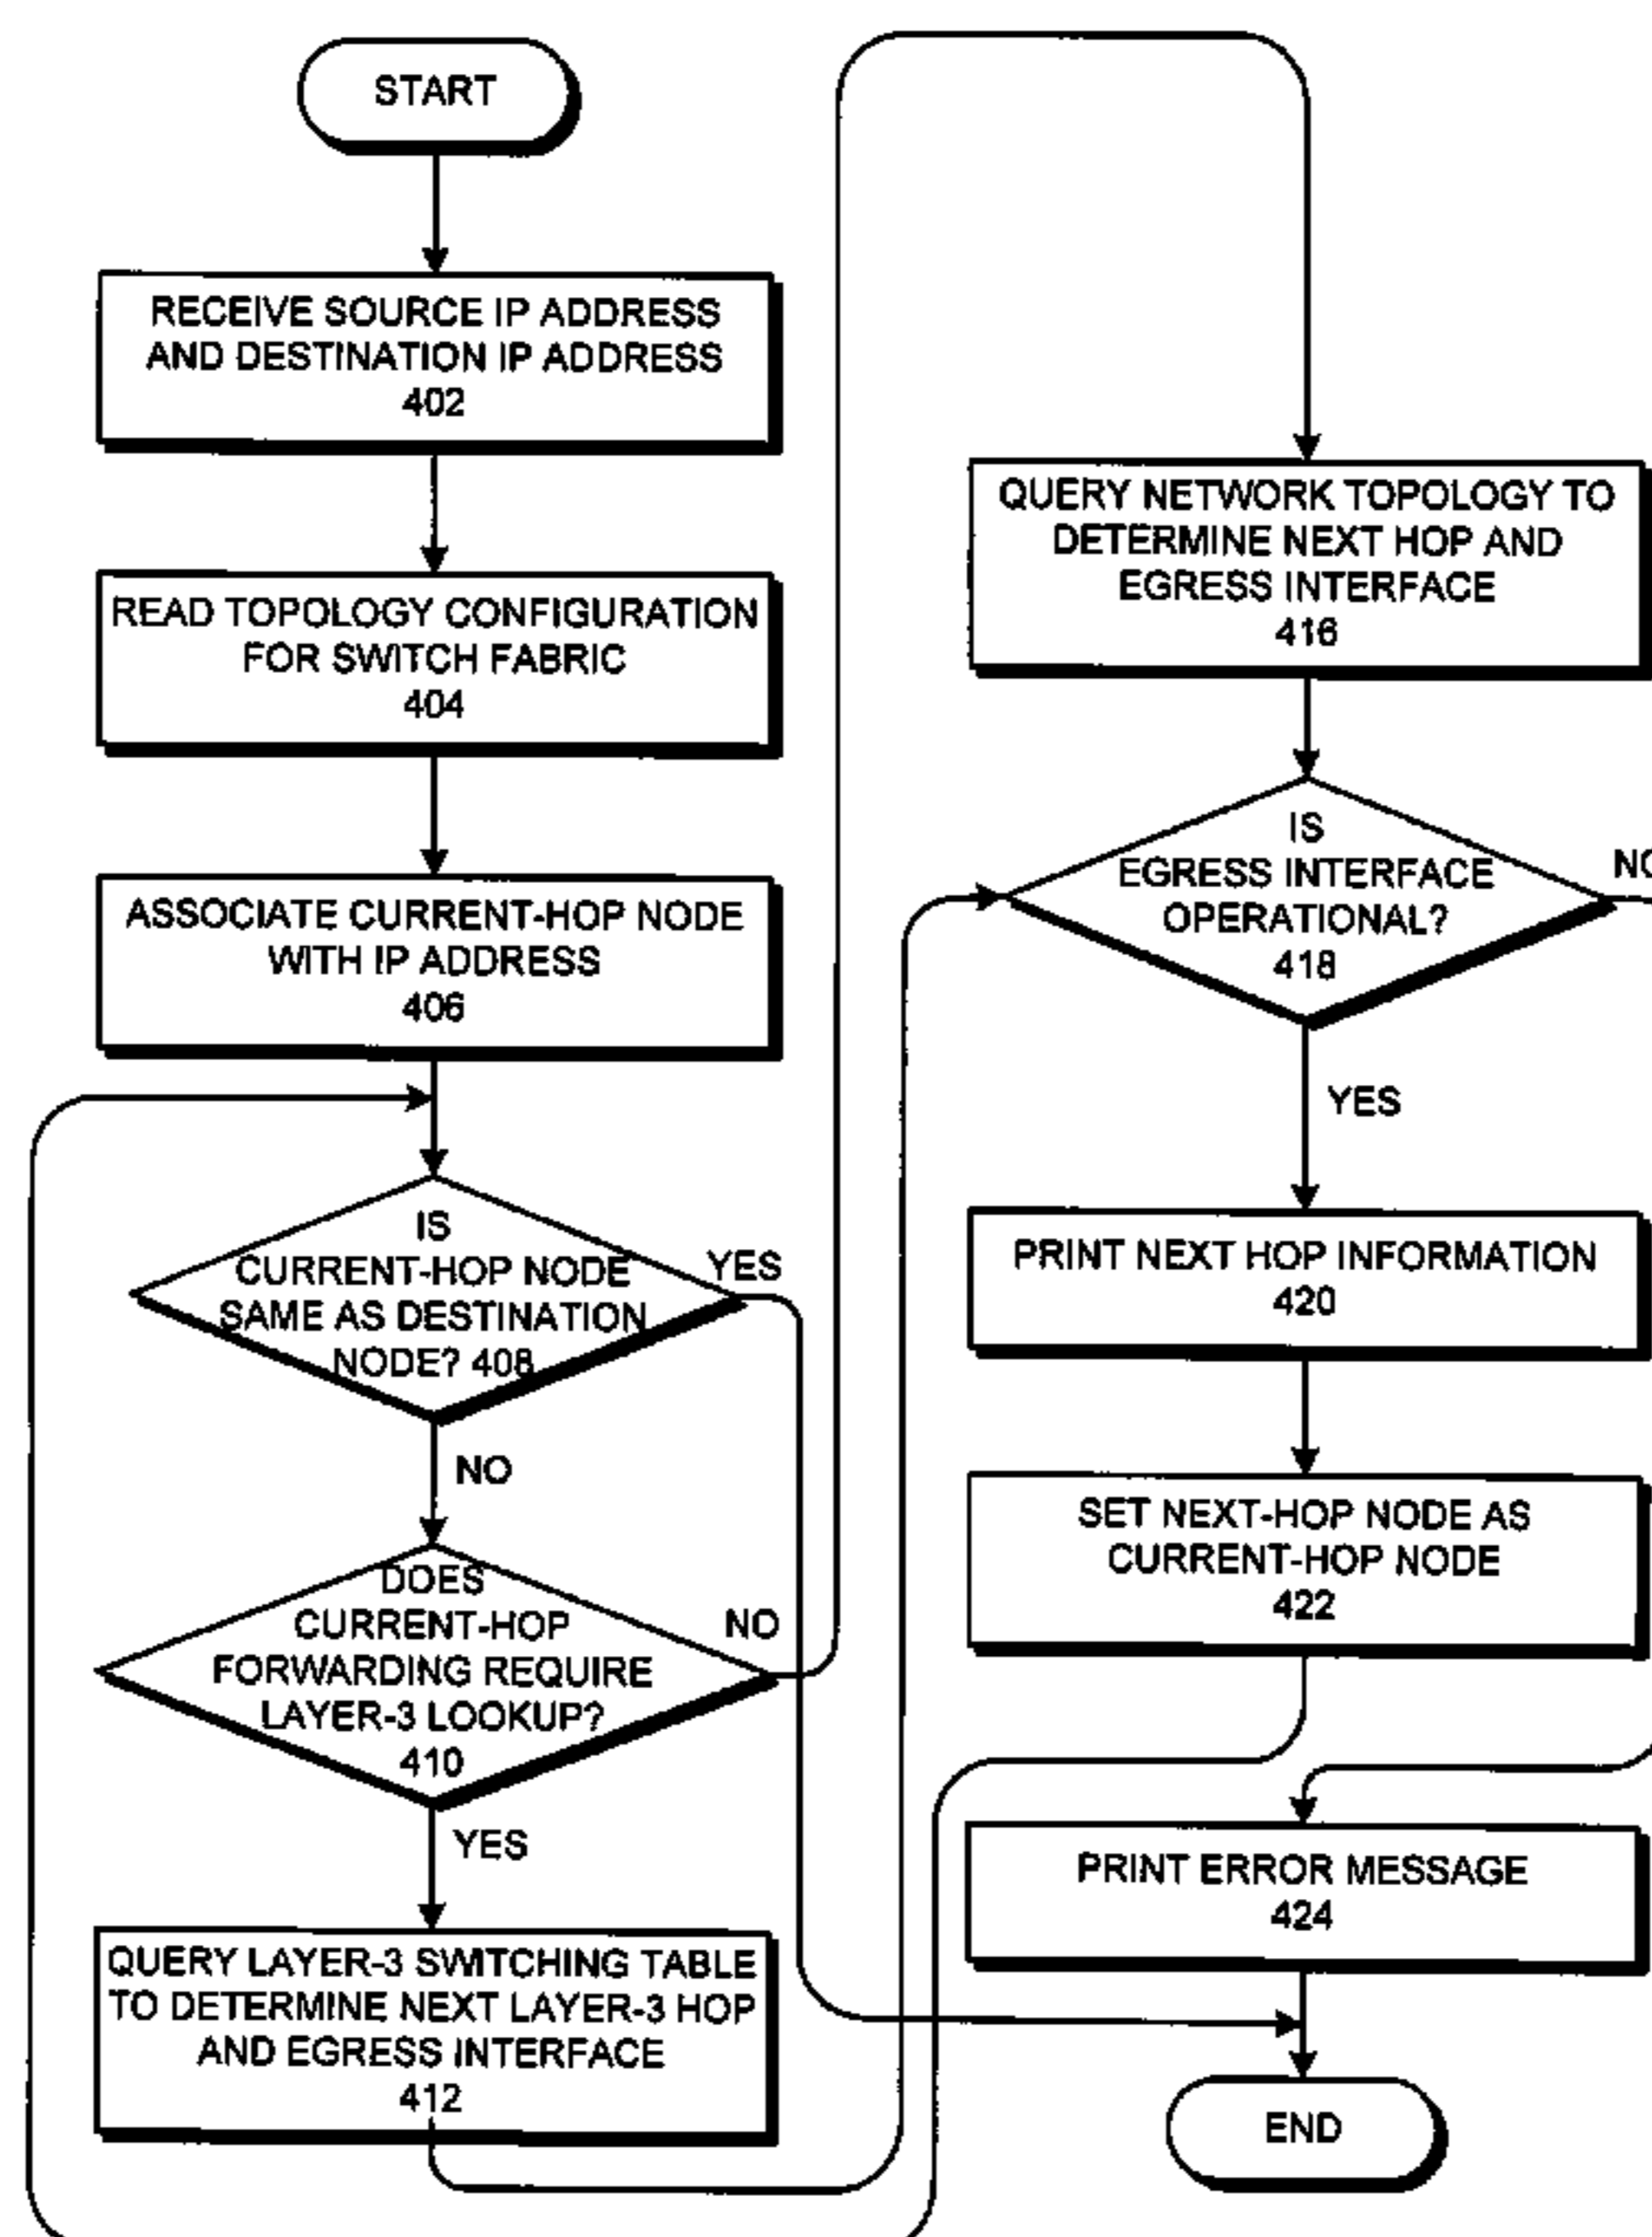 START
RECEIVE SOURCE IP ADDRESS
AND DESTINATION IP ADDRESS
402
READ TOPOLOGY CONFIGURATION
FOR SWITCH FABRIC
404
ASSOCIATE CURRENT-HOP NODE
WITH IP ADDRESS
406
IS
CURRENT-HOP NODE
SAME AS DESTINATION
NODE? 408
YES
NO
DOES
CURRENT-HOP
FORWARDING REQUIRE
LAYER-3 LOOKUP?
410
NO
YES
QUERY LAYER-3 SWITCHING TABLE
TO DETERMINE NEXT LAYER-3 HOP
AND EGRESS INTERFACE
412
QUERY NETWORK TOPOLOGY TO
DETERMINE NEXT HOP AND
EGRESS INTERFACE
416
IS
EGRESS INTERFACE
OPERATIONAL?
418
NO
YES
PRINT NEXT HOP INFORMATION
420
SET NEXT-HOP NODE AS
CURRENT-HOP NODE
422
PRINT ERROR MESSAGE
424
END